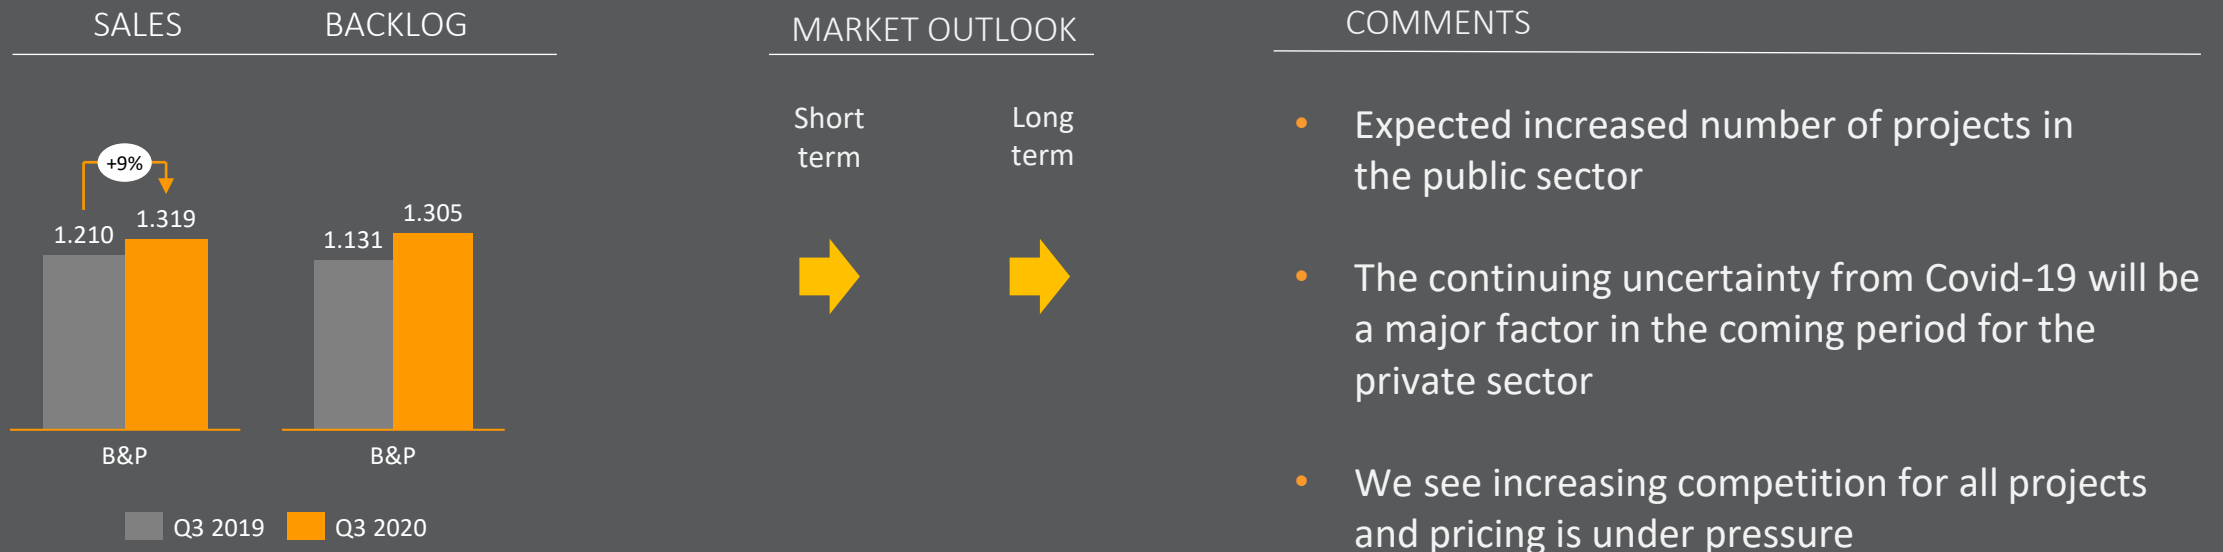 SALES
BACKLOG
+9%
1.210
1.319
1.131
1.305
B&P
B&P
Q3 2019
Q3 2020
MARKET OUTLOOK
Short
term
Long
term
COMMENTS
• Expected increased number of projects in
the public sector
• The continuing uncertainty from Covid-19 will be
a major factor in the coming period for the
private sector
• We see increasing competition for all projects
and pricing is under pressure